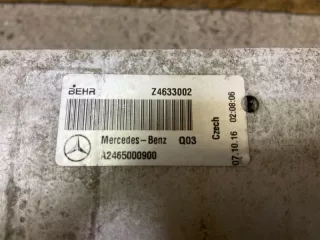 BEHR Z4633002
Mercedes-Benz Q03
A2465000900
Czech
07.10.16 02:08:06